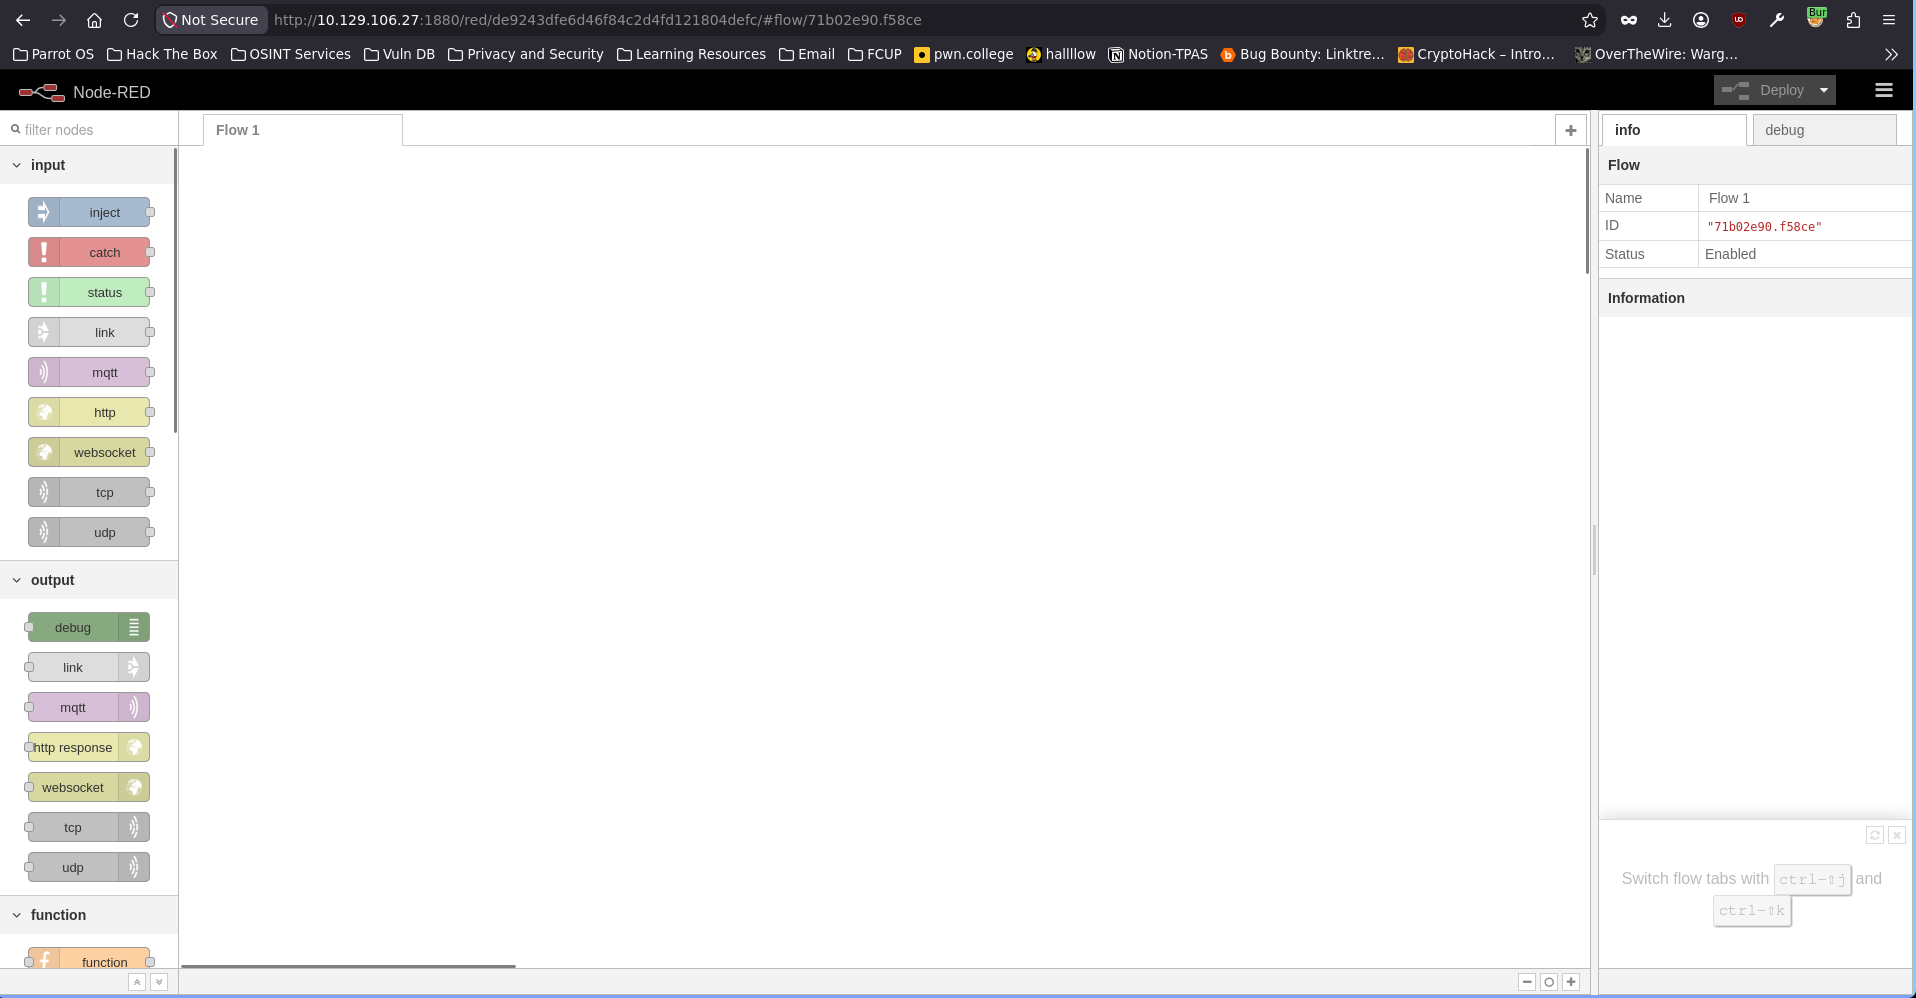 Not Secure http://10.129.106.27:1880/red/de9243dfe6d46f84c2d4fd121804defc/#flow/71b02e90.f58ce Bur
Parrot OS Hack The Box OSINT Services Vuln DB Privacy and Security Learning Resources Email FCUP pwn.college hallllow Notion-TPAS Bug Bounty: Linktre… CryptoHack – Intro… OverTheWire: Warg…
Node-RED Deploy
filter nodes Flow 1 info debug
input Flow
Name Flow 1
inject ID "71b02e90.f58ce"
catch Status Enabled
status Information
link
mqtt
http
websocket
tcp
udp
output
debug
link
mqtt
http response
websocket
tcp
udp
Switch flow tabs with ctrl-⇧j and
ctrl-⇧k
function
function